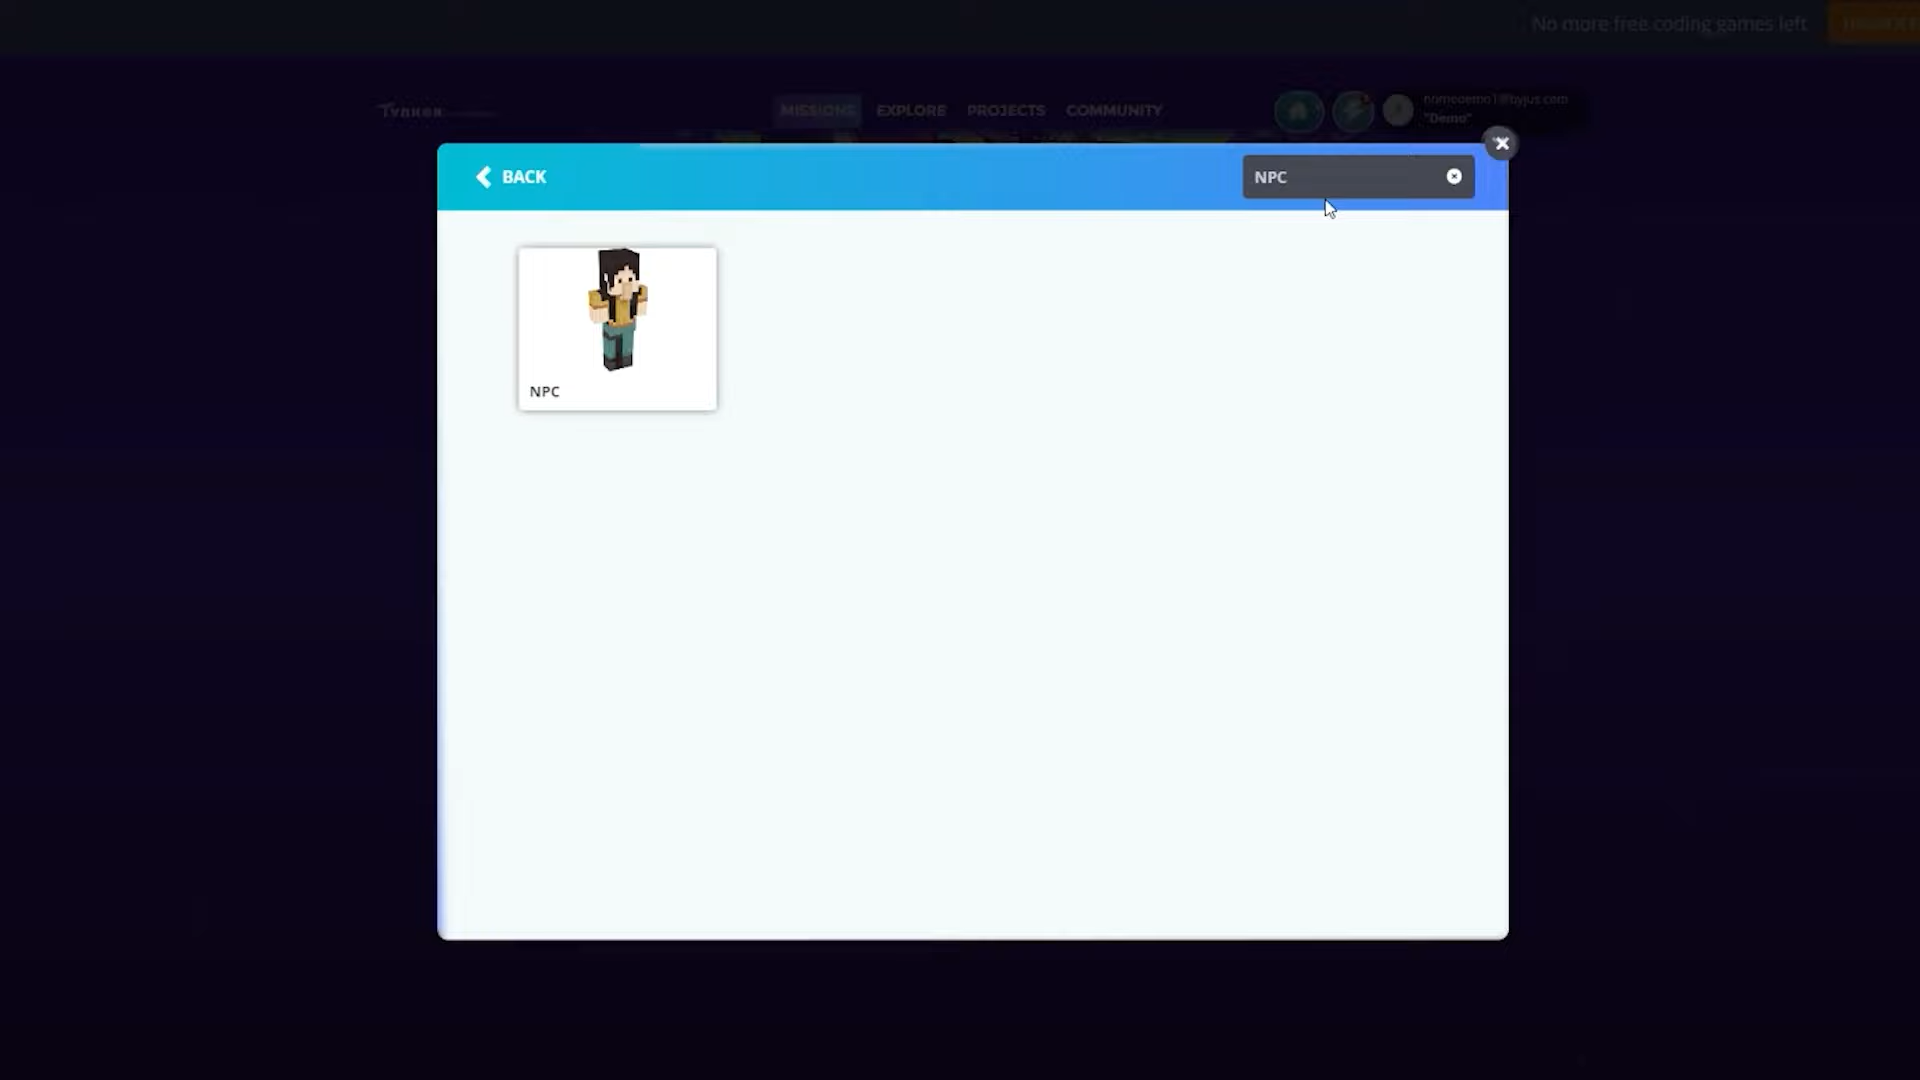 No more free coding games left
MISSIONS EXPLORE PROJECTS COMMUNITY
"Demo"
BACK
NPC
NPC